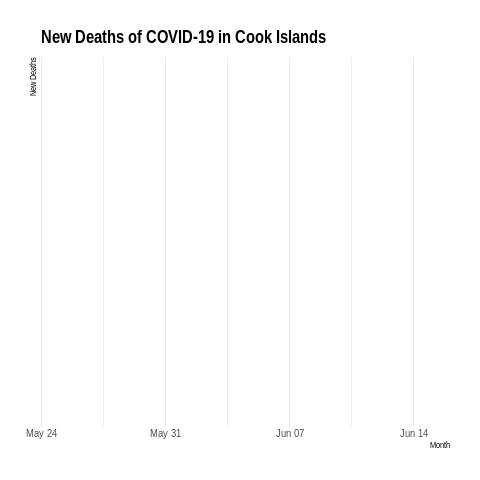 New Deaths of COVID-19 in Cook Islands
New Deaths
May 24
May 31
Jun 07
Jun 14
Month